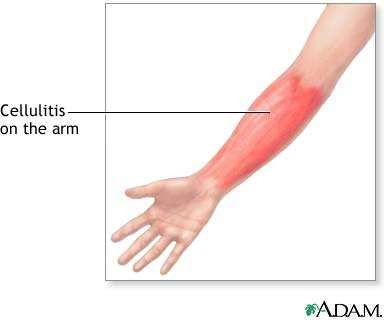 Cellulitis
on the arm
A.D.A.M.